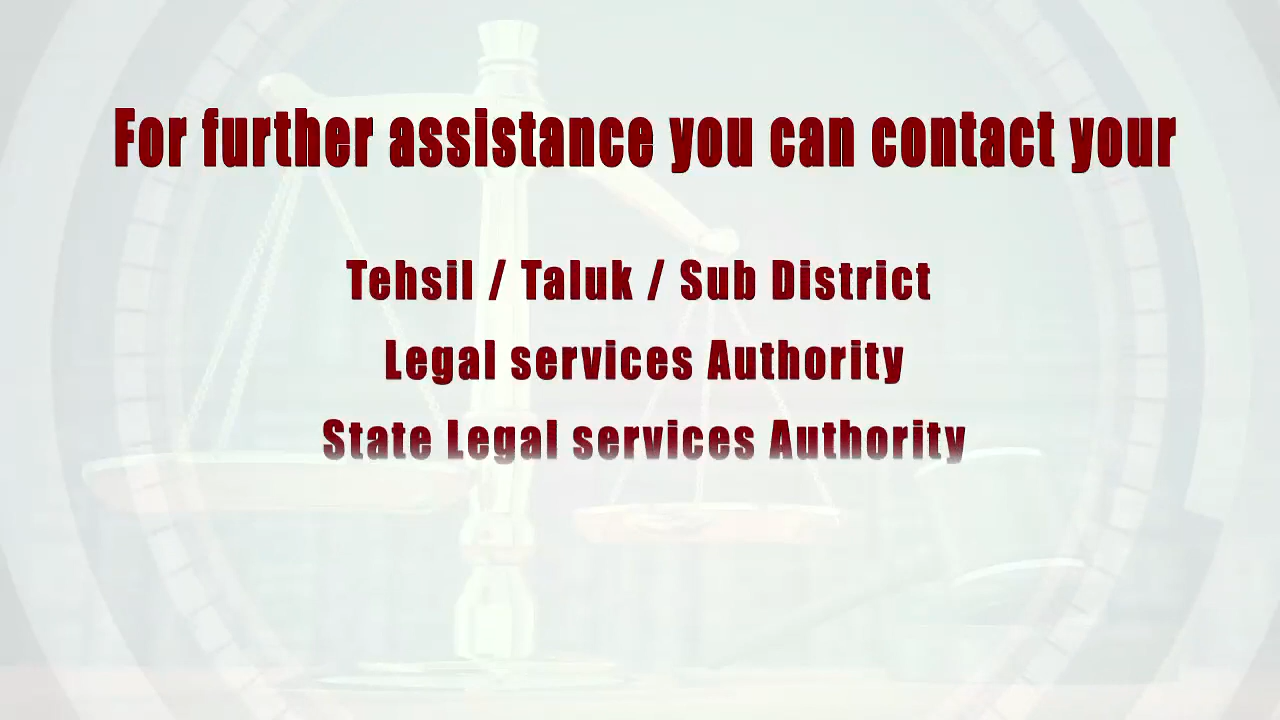 For further assistance you can contact your
Tehsil / Taluk / Sub District
Legal services Authority
State Legal services Authority